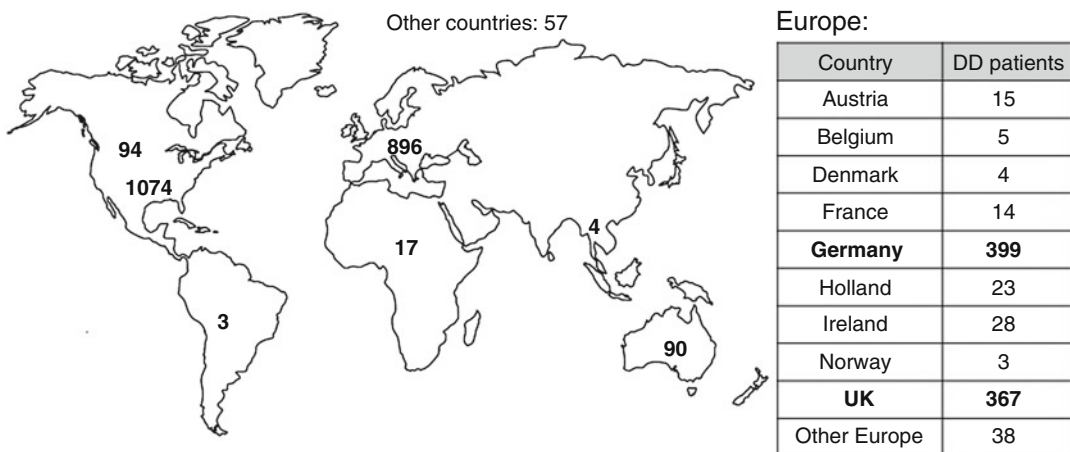 Other countries: 57
94
1074
896
17
4
3
90
Europe:
Country DD patients
Austria 15
Belgium 5
Denmark 4
France 14
Germany 399
Holland 23
Ireland 28
Norway 3
UK 367
Other Europe 38